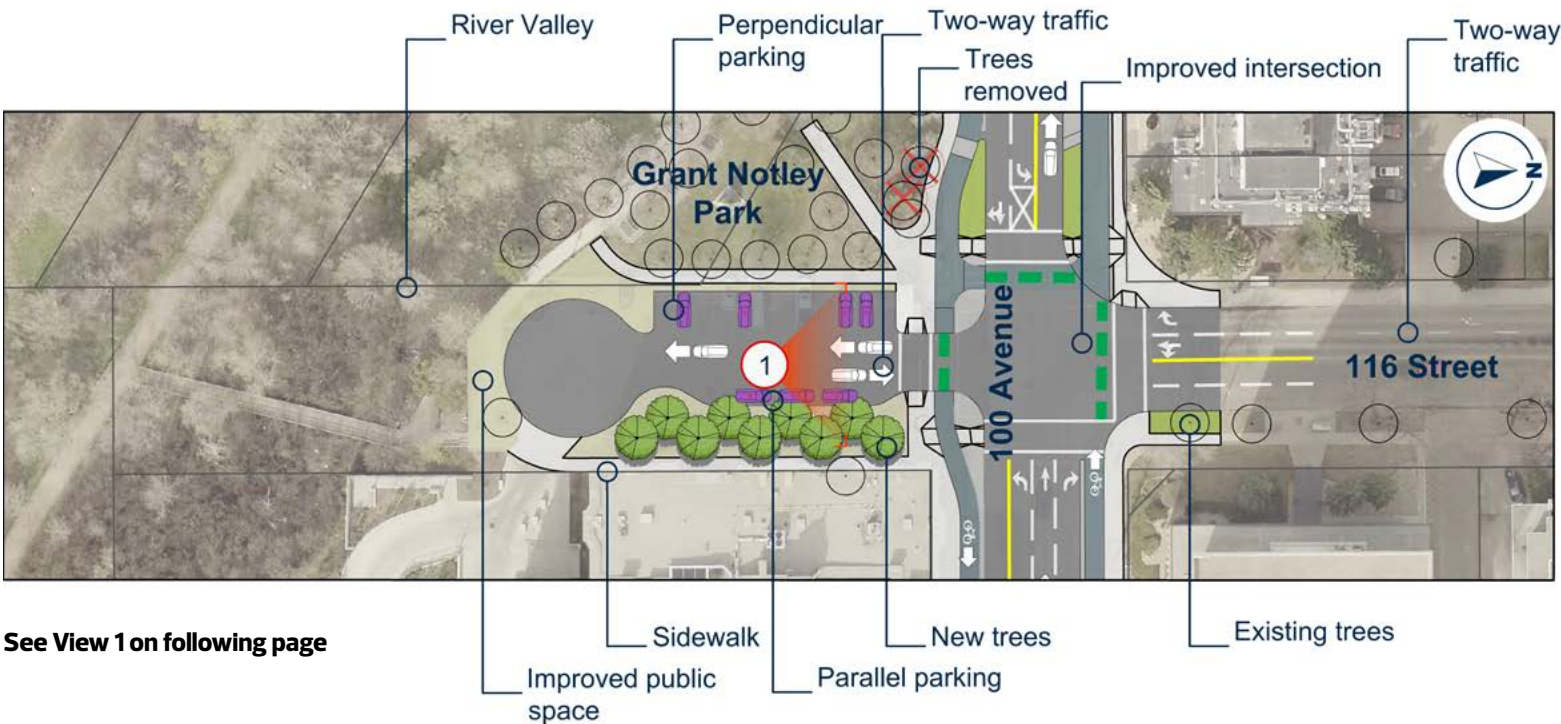 River Valley
Perpendicular
parking
Two-way traffic
Trees
removed
Improved intersection
Two-way
traffic
Grant Notley
Park
N
1
100 Avenue
116 Street
See View 1 on following page
Sidewalk
New trees
Existing trees
Improved public
space
Parallel parking